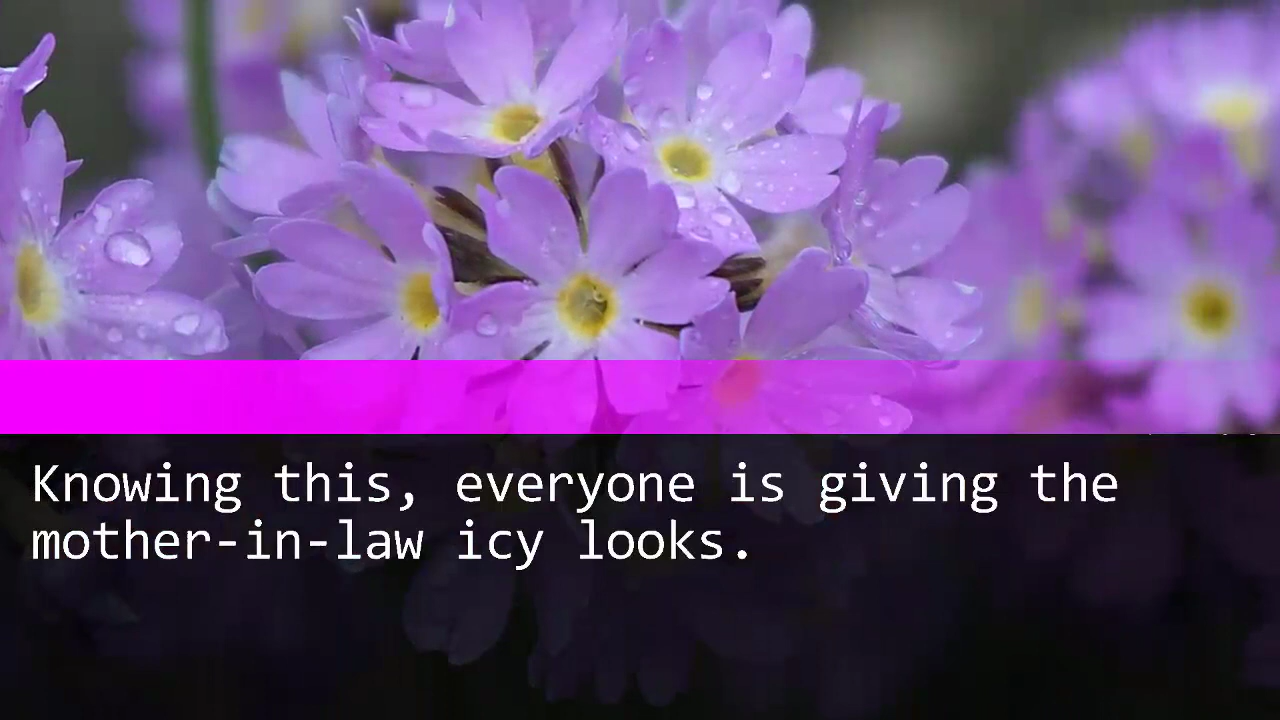 Knowing this, everyone is giving the
mother-in-law icy looks.